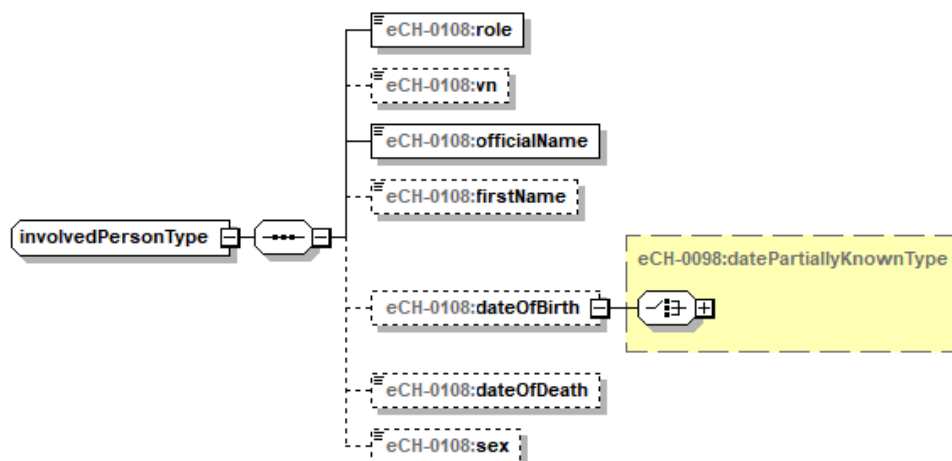 eCH-0108:role
eCH-0108:vn
eCH-0108:officialName
eCH-0108:firstName
involvedPersonType
eCH-0098:datePartiallyKnownType
eCH-0108:dateOfBirth
eCH-0108:dateOfDeath
eCH-0108:sex